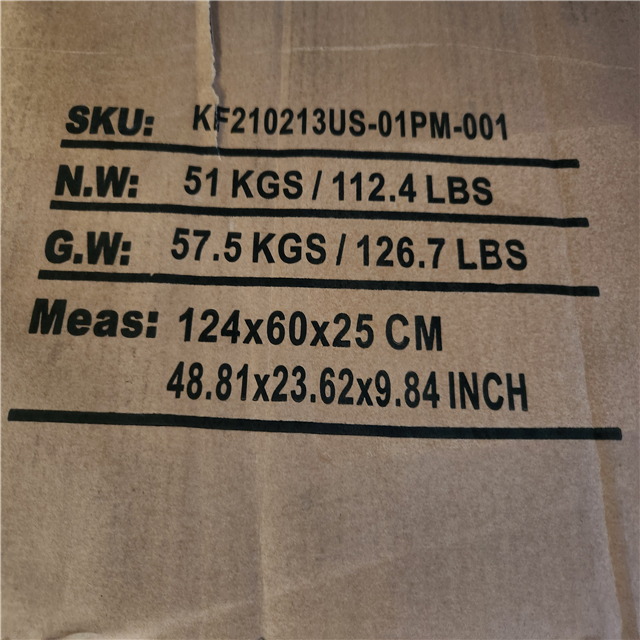 SKU: KF210213US-01PM-001
N.W: 51 KGS / 112.4 LBS
G.W: 57.5 KGS / 126.7 LBS
Meas: 124x60x25 CM
48.81x23.62x9.84 INCH